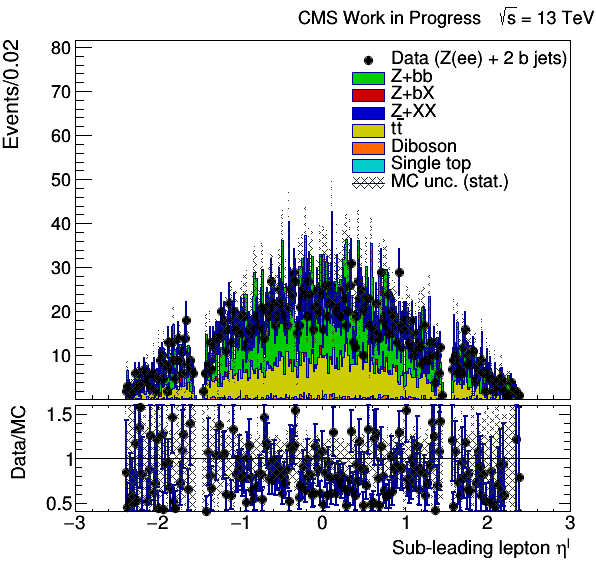 CMS Work in Progress √s = 13 TeV
Events/0.02
80
70
60
50
40
30
20
10
Data (Z(ee) + 2 b jets)
Z+bb
Z+bX
Z+XX
tt̅
Diboson
Single top
MC unc. (stat.)
Data/MC
1.5
1
0.5
−3 −2 −1 0 1 2 3
Sub-leading lepton ηˡ